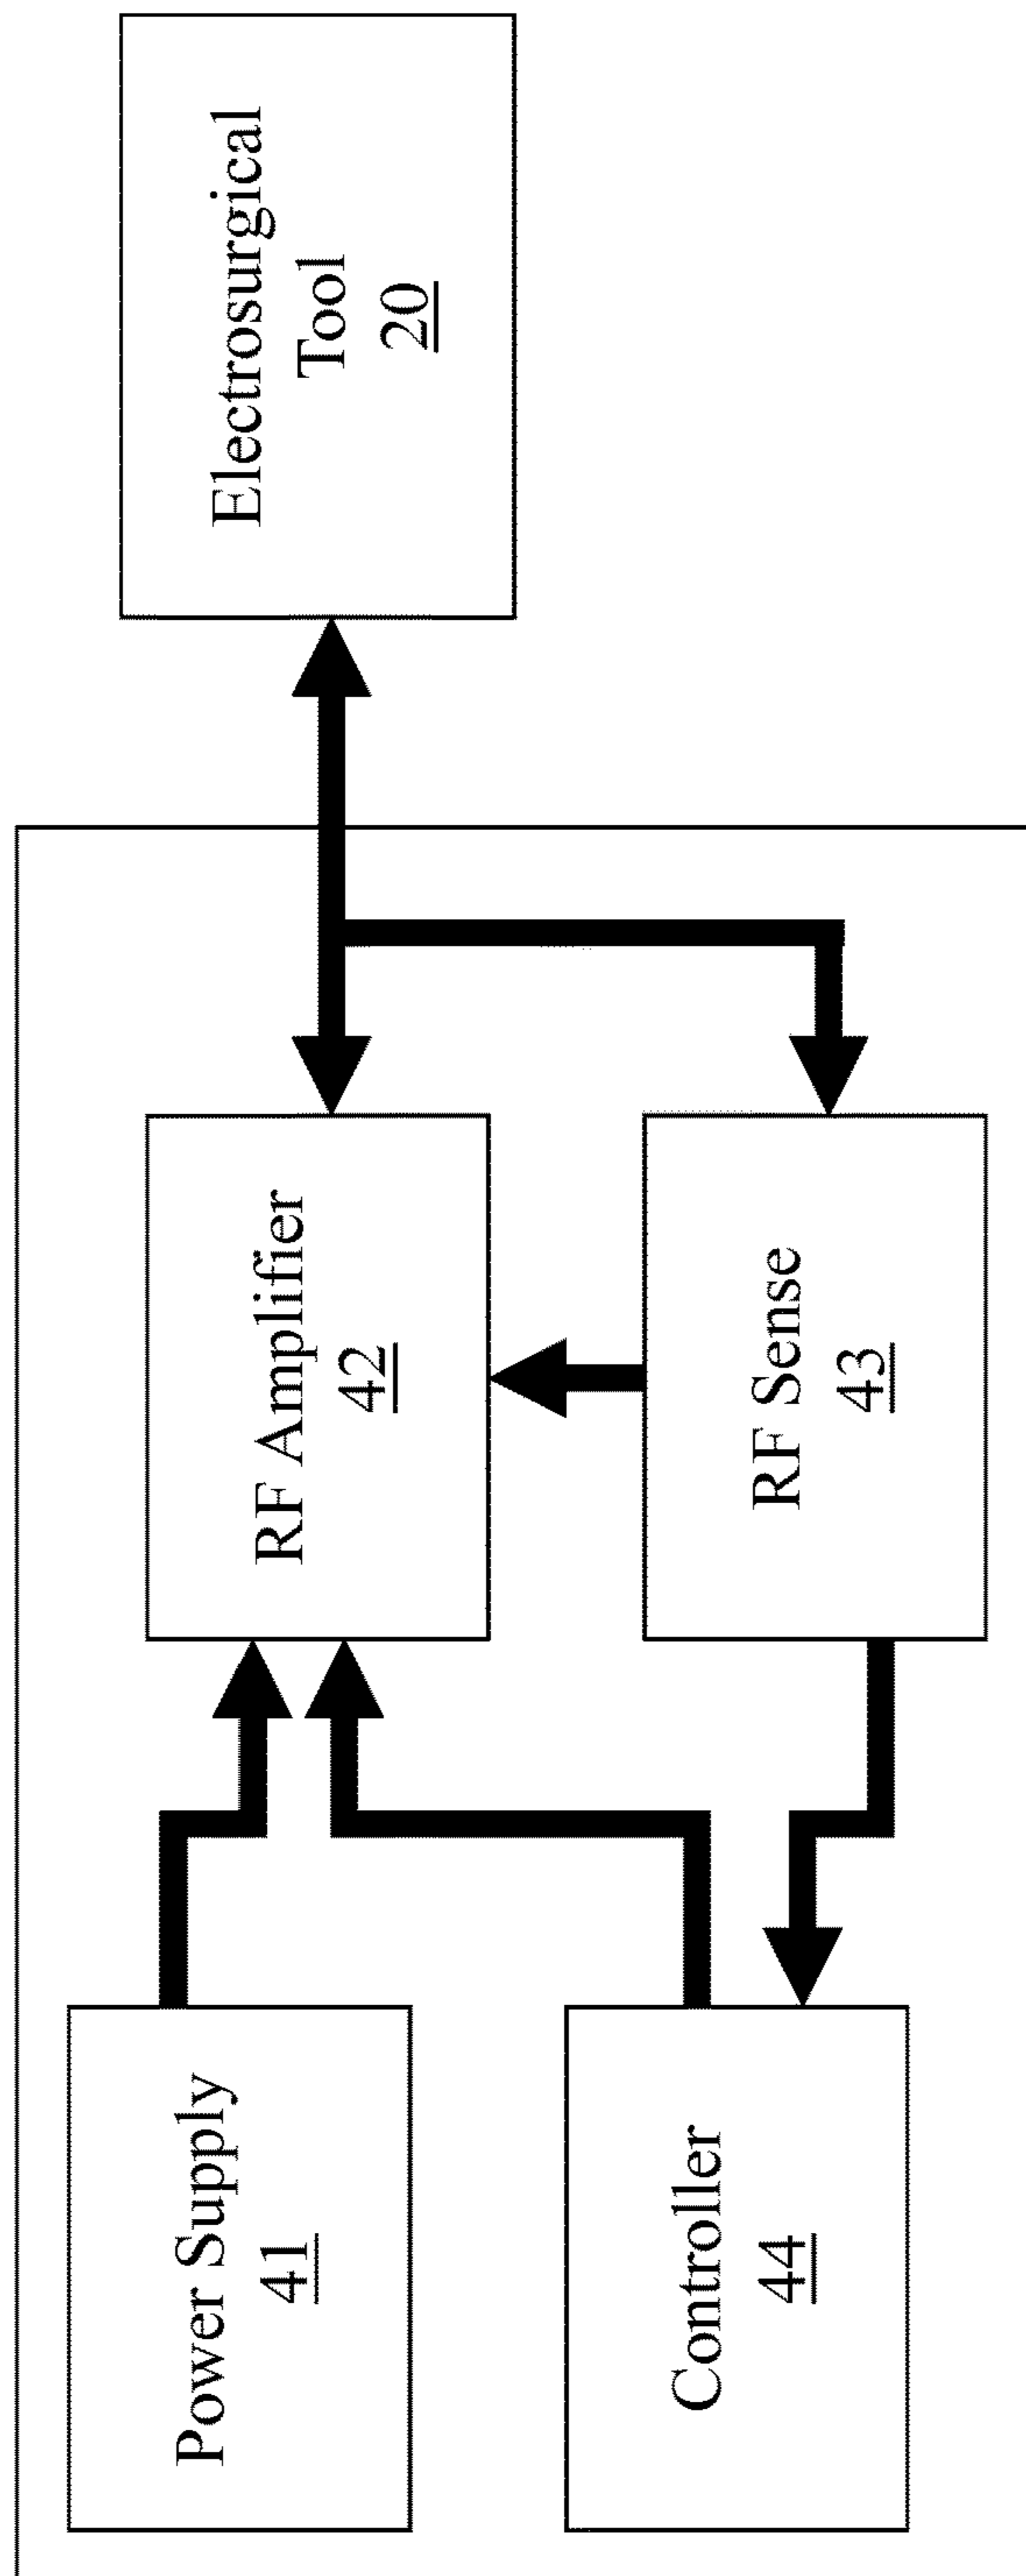 Power Supply
41
RF Amplifier
42
Electrosurgical
Tool
20
Controller
44
RF Sense
43